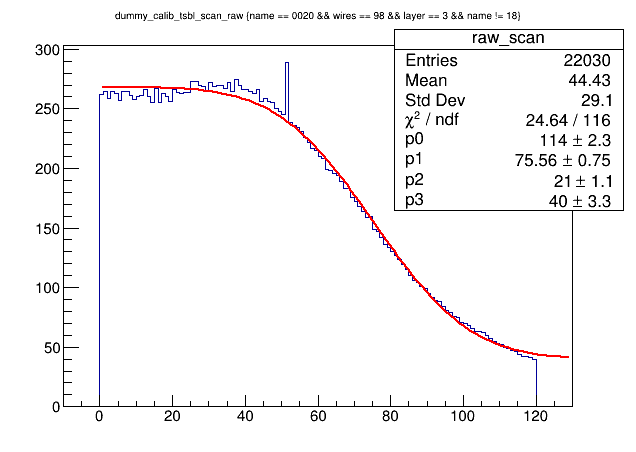 dummy_calib_tsbl_scan_raw {name == 0020 && wires == 98 && layer == 3 && name != 18}
raw_scan
Entries 22030
Mean 44.43
Std Dev 29.1
χ² / ndf 24.64 / 116
p0 114 ± 2.3
p1 75.56 ± 0.75
p2 21 ± 1.1
p3 40 ± 3.3
300
250
200
150
100
50
0
0 20 40 60 80 100 120